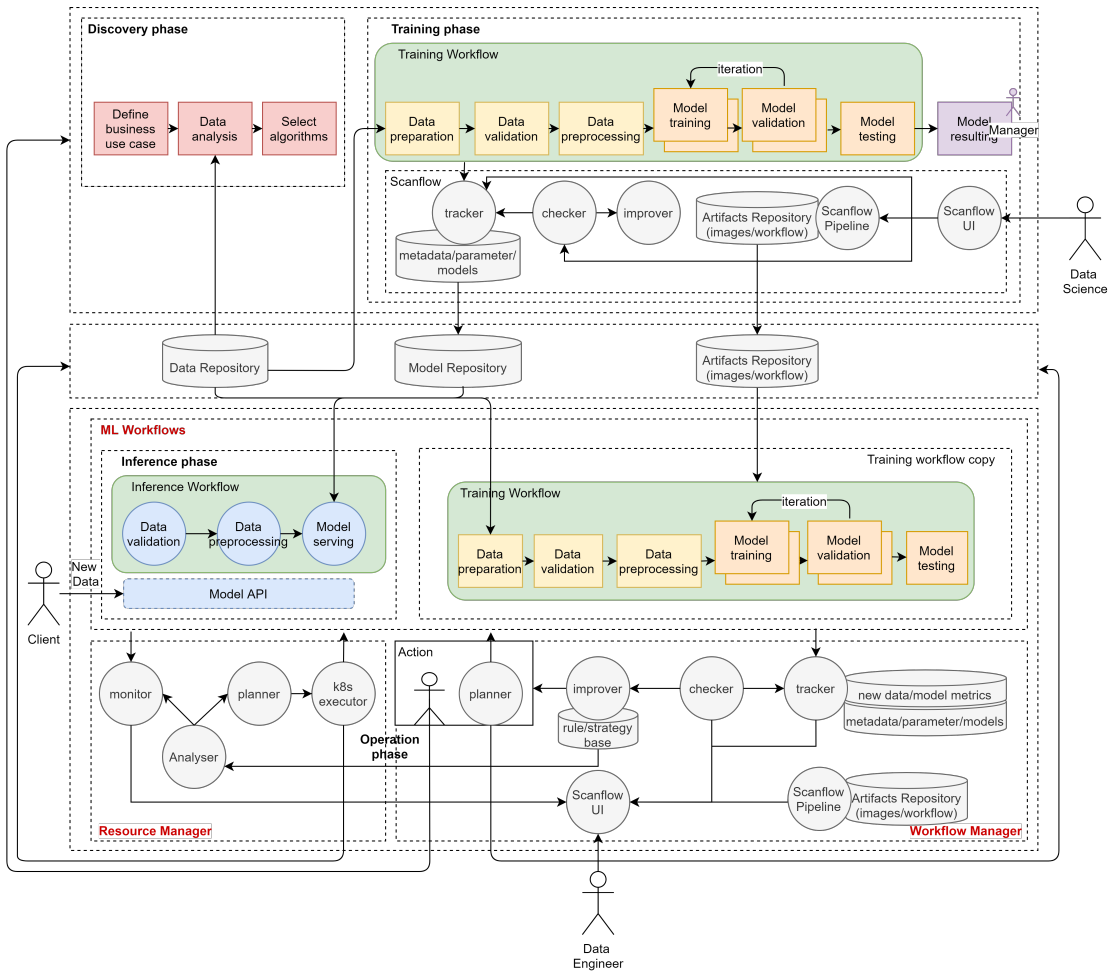 Discovery phase
Define
business
use case
Data
analysis
Select
algorithms
Training phase
Training Workflow
iteration
Data
preparation
Data
validation
Data
preprocessing
Model
training
Model
validation
Model
testing
Model
resulting
Manager
Scanflow
tracker
checker
improver
metadata/parameter/
models
Artifacts Repository
(images/workflow)
Scanflow
Pipeline
Scanflow
UI
Data
Science
Data Repository
Model Repository
Artifacts Repository
(images/workflow)
ML Workflows
Inference phase
Inference Workflow
Data
validation
Data
preprocessing
Model
serving
Model API
New
Data
Client
Training workflow copy
Training Workflow
iteration
Data
preparation
Data
validation
Data
preprocessing
Model
training
Model
validation
Model
testing
monitor
planner
k8s
executor
Analyser
Resource Manager
Operation
phase
Action
planner
improver
rule/strategy
base
checker
tracker
new data/model metrics
metadata/parameter/models
Scanflow
UI
Scanflow
Pipeline
Artifacts Repository
(images/workflow)
Workflow Manager
Data
Engineer